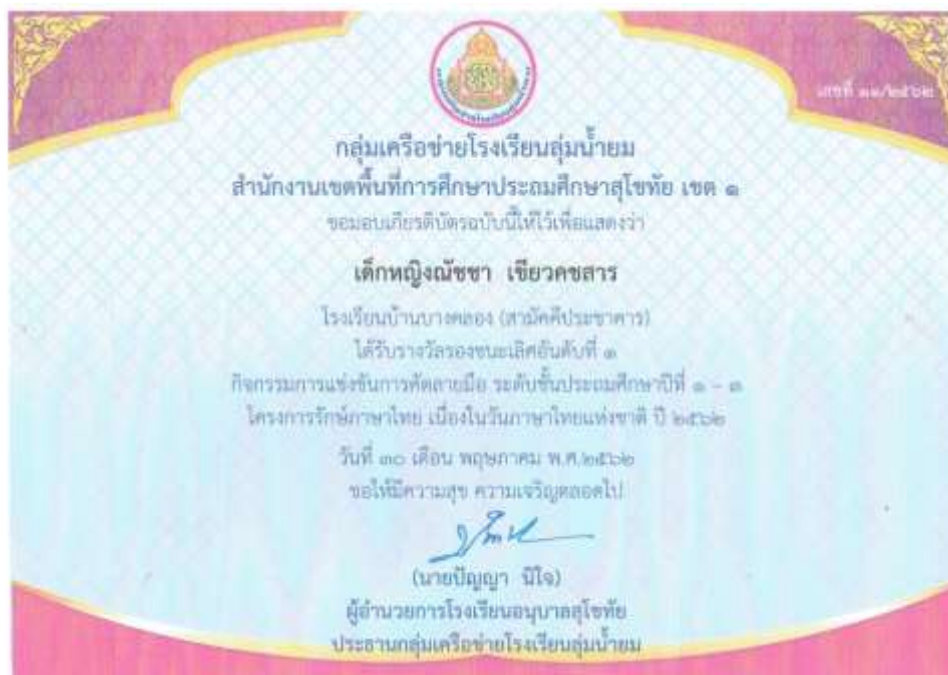 เลขที่ ๑๑/๒๕๖๒
กลุ่มเครือข่ายโรงเรียนลุ่มน้ำยม
สำนักงานเขตพื้นที่การศึกษาประถมศึกษาสุโขทัย เขต ๑
ขอมอบเกียรติบัตรฉบับนี้ให้ไว้เพื่อแสดงว่า
เด็กหญิงณัชชา เขียวคชสาร
โรงเรียนบ้านบางคลอง (สามัคคีประชาคาร)
ได้รับรางวัลรองชนะเลิศอันดับที่ ๑
กิจกรรมการแข่งขันการคัดลายมือ ระดับชั้นประถมศึกษาปีที่ ๑ - ๓
โครงการรักษ์ภาษาไทย เนื่องในวันภาษาไทยแห่งชาติ ปี ๒๕๖๒
วันที่ ๓๐ เดือน พฤษภาคม พ.ศ.๒๕๖๒
ขอให้มีความสุข ความเจริญตลอดไป
(นายปัญญา นิโจ)
ผู้อำนวยการโรงเรียนอนุบาลสุโขทัย
ประธานกลุ่มเครือข่ายโรงเรียนลุ่มน้ำยม